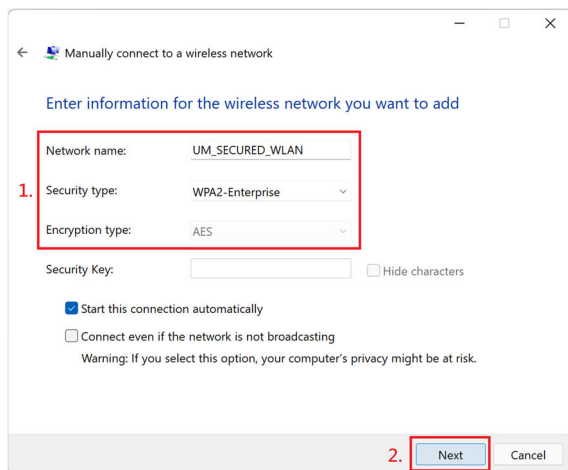 Manually connect to a wireless network
Enter information for the wireless network you want to add
1.
Network name: UM_SECURED_WLAN
Security type: WPA2-Enterprise
Encryption type: AES
Security Key: Hide characters
Start this connection automatically
Connect even if the network is not broadcasting
Warning: If you select this option, your computer's privacy might be at risk.
2. Next Cancel